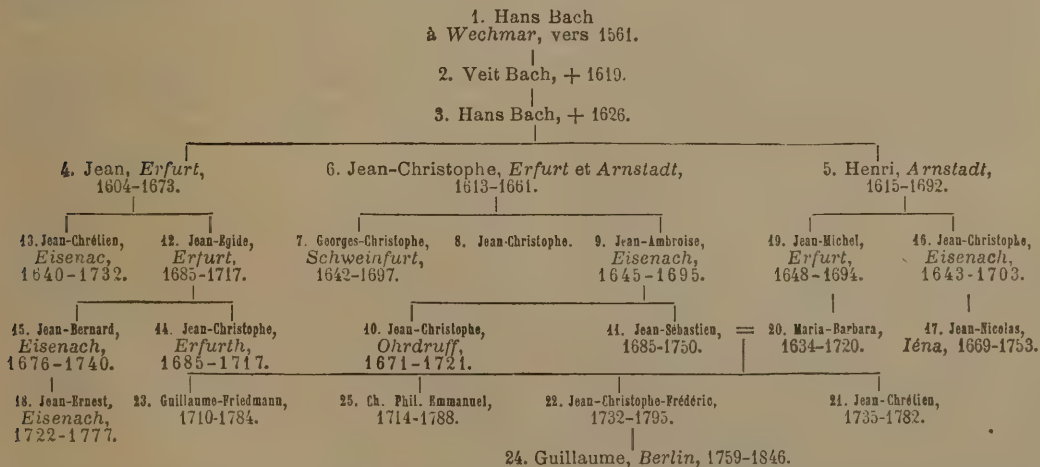 1. Hans Bach
à Wechmar, vers 1561.
2. Veit Bach, + 1619.
3. Hans Bach, + 1626.
4. Jean, Erfurt,
1604-1673.
6. Jean-Christophe, Erfurt et Arnstadt,
1613-1661.
5. Henri, Arnstadt,
1615-1692.
13. Jean-Chrétien,
Eisenac,
1640-1732.
12. Jean-Egide,
Erfurt,
1685-1717.
7. Georges-Christophe,
Schweinfurt,
1642-1697.
8. Jean-Christophe.
9. Jean-Ambroise,
Eisenach,
1645-1695.
19. Jean-Michel,
Erfurt,
1648-1694.
16. Jean-Christophe,
Eisenach,
1643-1703.
15. Jean-Bernard,
Eisenach,
1676-1740.
14. Jean-Christophe,
Erfurth,
1685-1717.
10. Jean-Christophe,
Ohrdruff,
1671-1721.
11. Jean-Sébastien,
1685-1750.
=
20. Maria-Barbara,
1634-1720.
17. Jean-Nicolas,
Iéna, 1669-1753.
18. Jean-Ernest,
Eisenach,
1722-1777.
23. Guillaume-Friedmann,
1710-1784.
25. Ch. Phil. Emmanuel,
1714-1788.
22. Jean-Christophe-Frédéric,
1732-1795.
21. Jean-Chrétien,
1735-1782.
24. Guillaume, Berlin, 1759-1846.